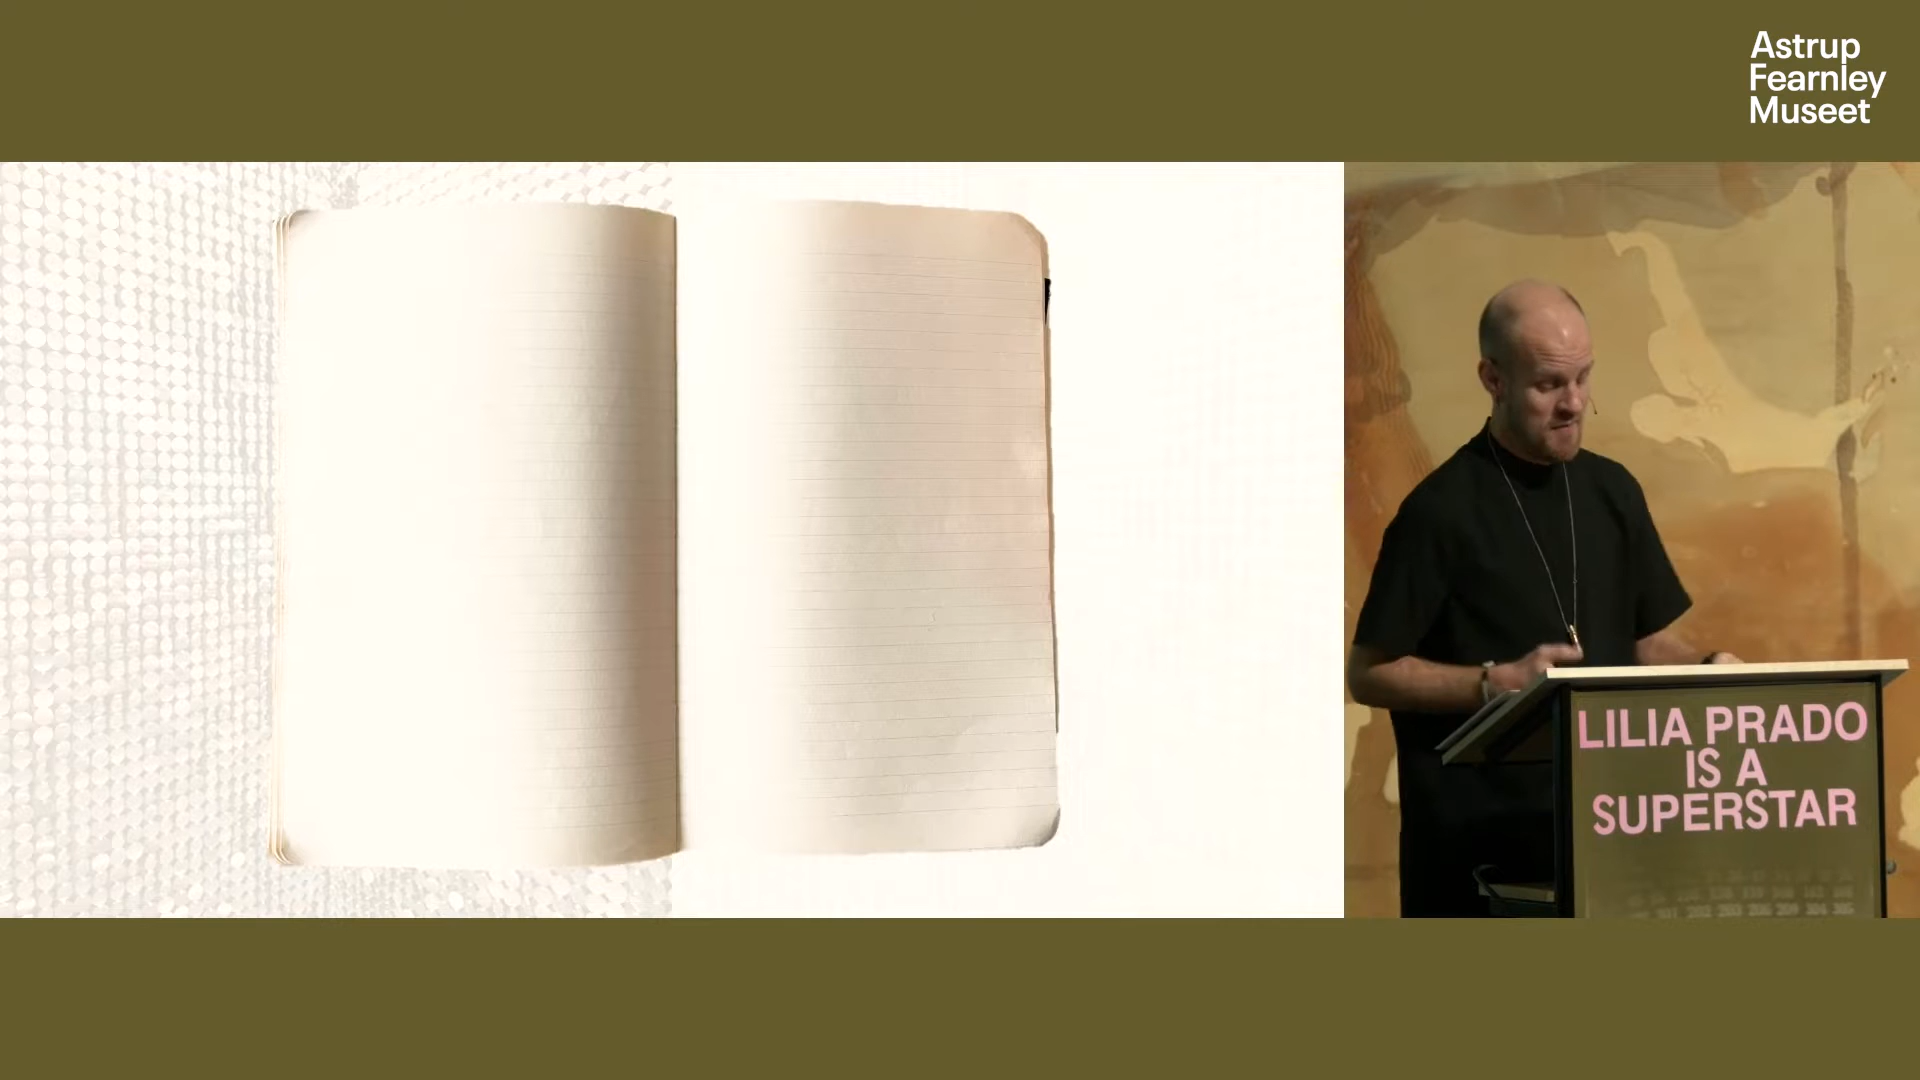 Astrup
Fearnley
Museet
LILIA PRADO
IS A
SUPERSTAR